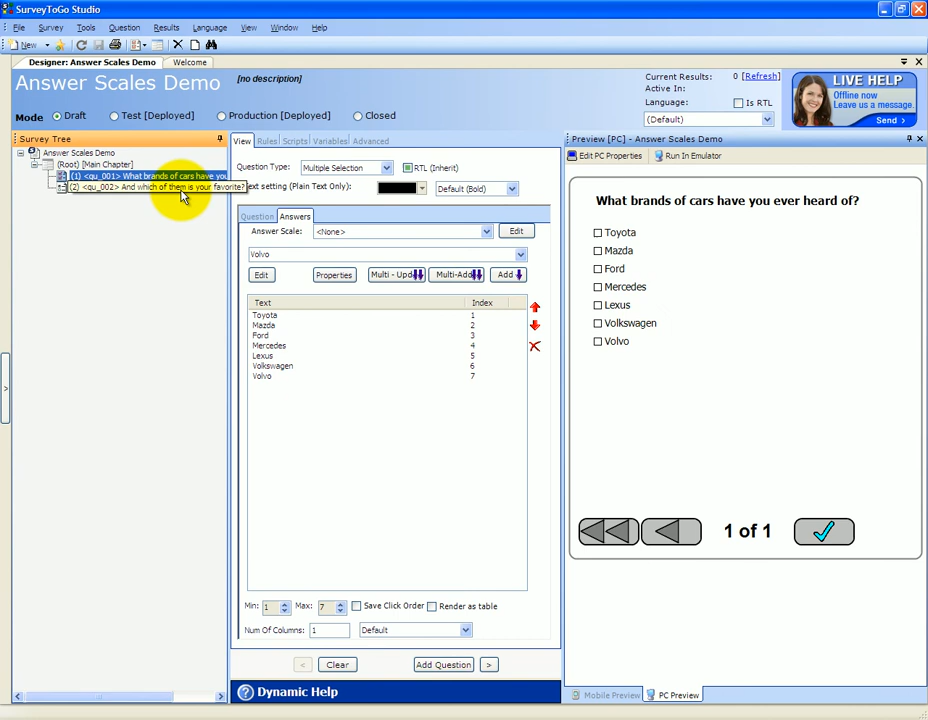 SurveyToGo Studio
File Survey Tools Question Results Language View Window Help
New
Designer: Answer Scales Demo Welcome
Answer Scales Demo
[no description]
Current Results: 0 [Refresh]
Active In:
Language: Is RTL
(Default)
LIVE HELP
Offline now
Leave us a message.
Send >
Mode Draft Test [Deployed] Production [Deployed] Closed
Survey Tree
Answer Scales Demo
(Root) [Main Chapter]
(1) <qu_001> What brands of cars have you
(2) <qu_002> And which of them is your favorite?
View Rules Scripts Variables Advanced
Question Type: Multiple Selection RTL (Inherit)
ext setting (Plain Text Only): Default (Bold)
Question Answers
Answer Scale: <None> Edit
Volvo
Edit Properties Multi - Upd Multi-Add Add
Text Index
Toyota 1
Mazda 2
Ford 3
Mercedes 4
Lexus 5
Volkswagen 6
Volvo 7
Min: 1 Max: 7 Save Click Order Render as table
Num Of Columns: 1 Default
< Clear Add Question >
? Dynamic Help
Preview [PC] - Answer Scales Demo
Edit PC Properties Run In Emulator
What brands of cars have you ever heard of?
Toyota
Mazda
Ford
Mercedes
Lexus
Volkswagen
Volvo
1 of 1
Mobile Preview PC Preview